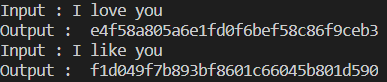 Input : I love you
Output :  e4f58a805a6e1fd0f6bef58c86f9ceb3
Input : I like you
Output :  f1d049f7b893bf8601c66045b801d590